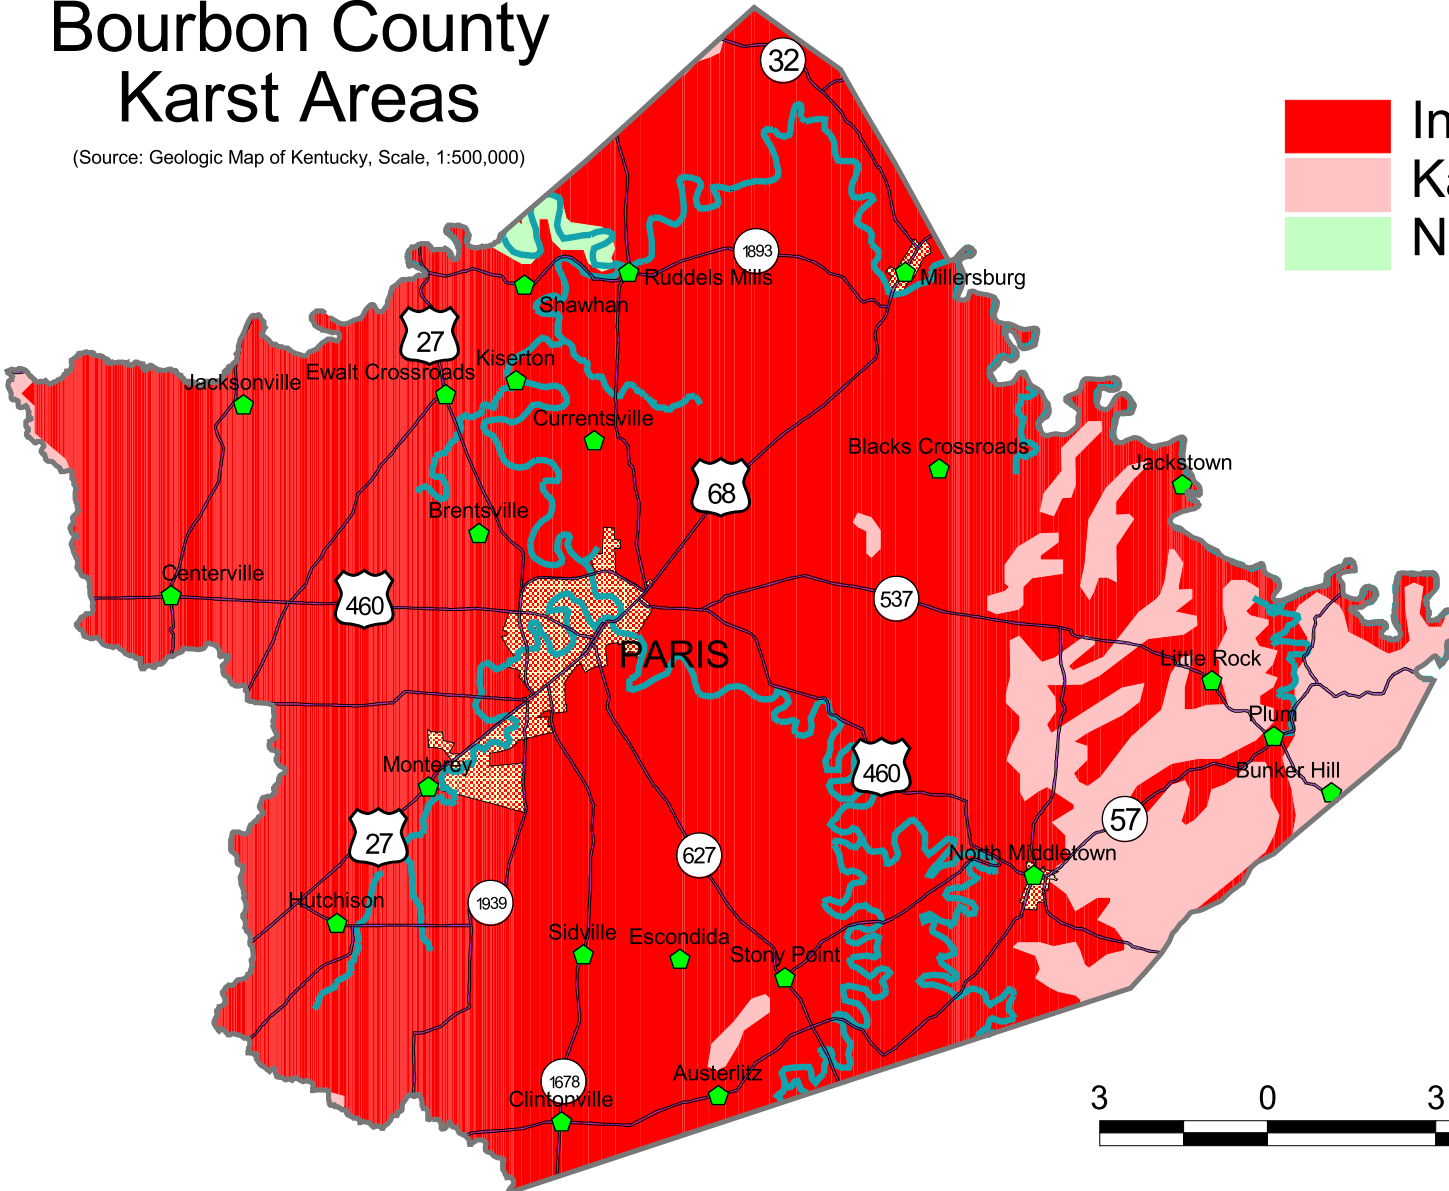 Bourbon County
Karst Areas
(Source: Geologic Map of Kentucky, Scale, 1:500,000)
32
In
Ka
N
1893
Ruddels Mills
Millersburg
Shawhan
27
Kiserton
Ewalt Crossroads
Jacksonville
Currentsville
Blacks Crossroads
Jackstown
68
Brentsville
Centerville
460
537
PARIS
Little Rock
Plum
Monterey
460
Bunker Hill
57
27
627
North Middletown
Hutchison
1939
Sidville
Escondida
Stony Point
Austerlitz
1678
Clintonville
3 0 3